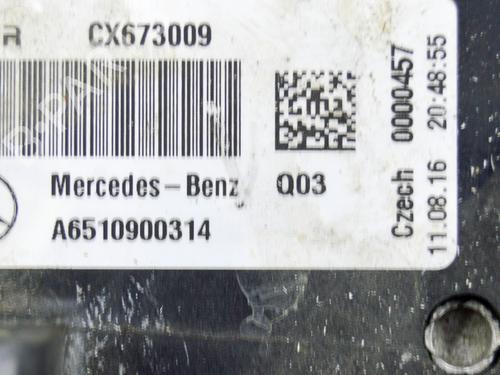 R CX673009
Mercedes-Benz Q03
A6510900314
Czech 0000457
11.08.16 20:48:55